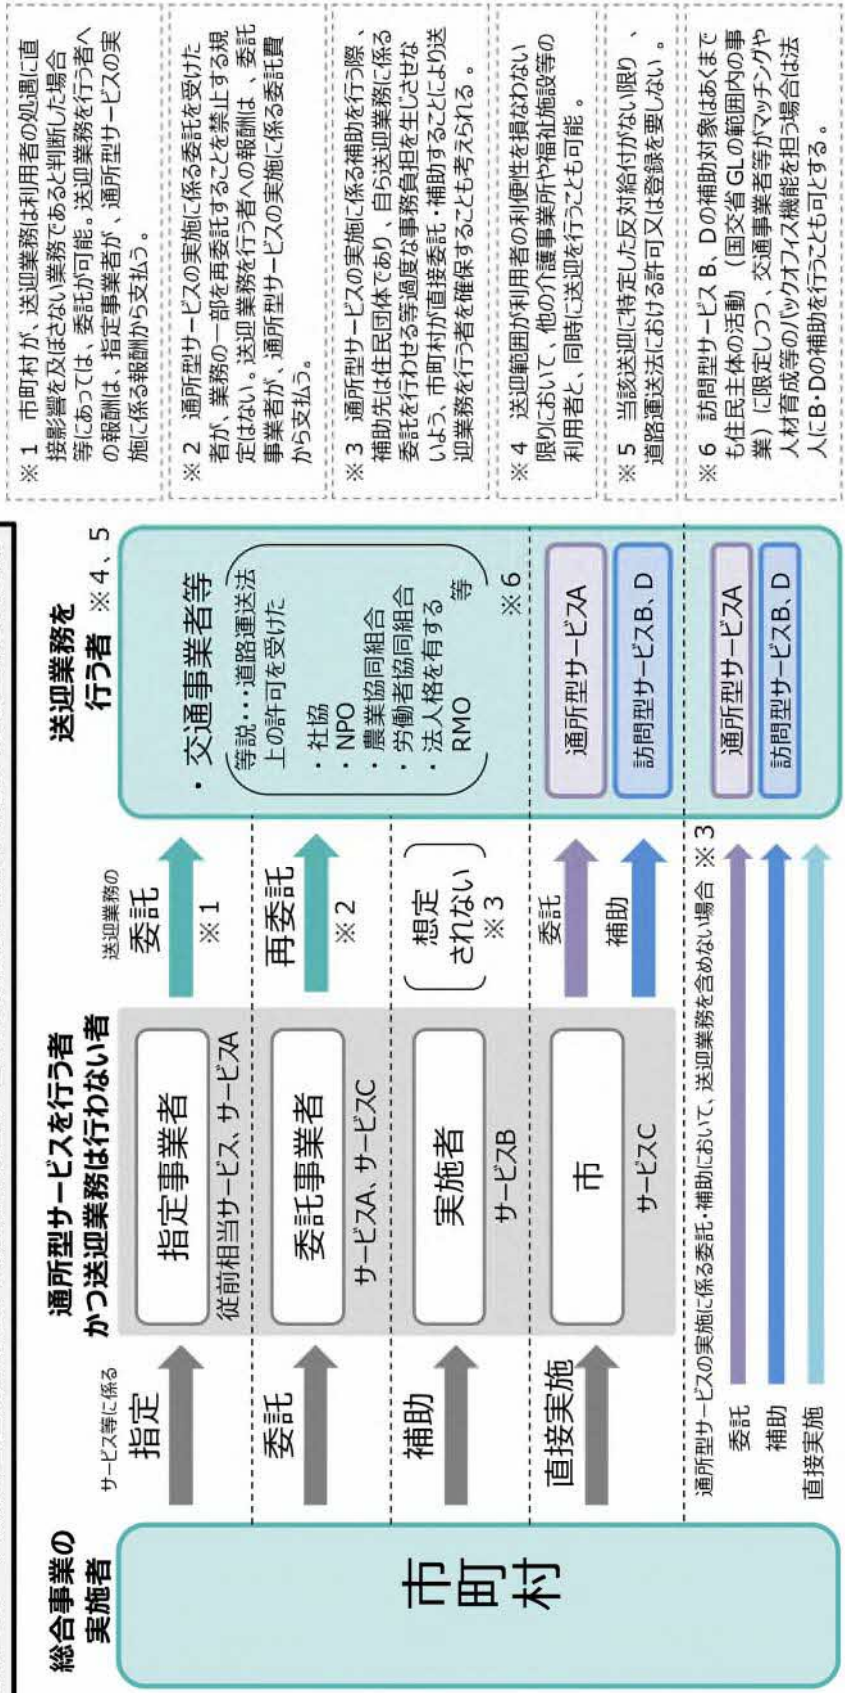 総合事業の
実施者
市町村
サービス等に係る
指定
委託
補助
直接実施
通所型サービスを行う者
かつ送迎業務は行わない者
指定事業者
従前相当サービス、サービスA
委託事業者
サービスA、サービスC
実施者
サービスB
市
サービスC
送迎業務の
委託
※1
再委託
※2
想定
されない
※3
委託
補助
通所型サービスの実施に係る委託・補助において、送迎業務を含めない場合 ※3
委託
補助
直接実施
送迎業務を
行う者 ※4、5
・交通事業者等
等説・・・道路運送法
上の許可を受けた
・社協
・NPO
・農業協同組合
・労働者協同組合
・法人格を有する
RMO 等
※6
通所型サービスA
訪問型サービスB、D
通所型サービスA
訪問型サービスB、D
※1 市町村が、送迎業務は利用者の処遇に直
接影響を及ぼさない業務であると判断した場合
等にあっては、委託が可能。送迎業務を行う者へ
の報酬は、指定事業者が、通所型サービスの実
施に係る報酬から支払う。
※2 通所型サービスの実施に係る委託を受けた
者が、業務の一部を再委託することを禁止する規
定はない。送迎業務を行う者への報酬は、委託
事業者が、通所型サービスの実施に係る委託費
から支払う。
※3 通所型サービスの実施に係る補助を行う際、
補助先は住民団体であり、自ら送迎業務に係る
委託を行わせる等過度な事務負担を生じさせな
いよう、市町村が直接委託・補助することにより送
迎業務を行う者を確保することも考えられる。
※4 送迎範囲が利用者の利便性を損なわない
限りにおいて、他の介護事業所や福祉施設等の
利用者と、同時に送迎を行うことも可能。
※5 当該送迎に特定した反対給付がない限り、
道路運送法における許可又は登録を要しない。
※6 訪問型サービスB、Dの補助対象はあくまで
も住民主体の活動（国交省GLの範囲内の事
業）に限定しつつ、交通事業者等がマッチングや
人材育成等のバックオフィス機能を担う場合は法
人にB・Dの補助を行うことも可とする。